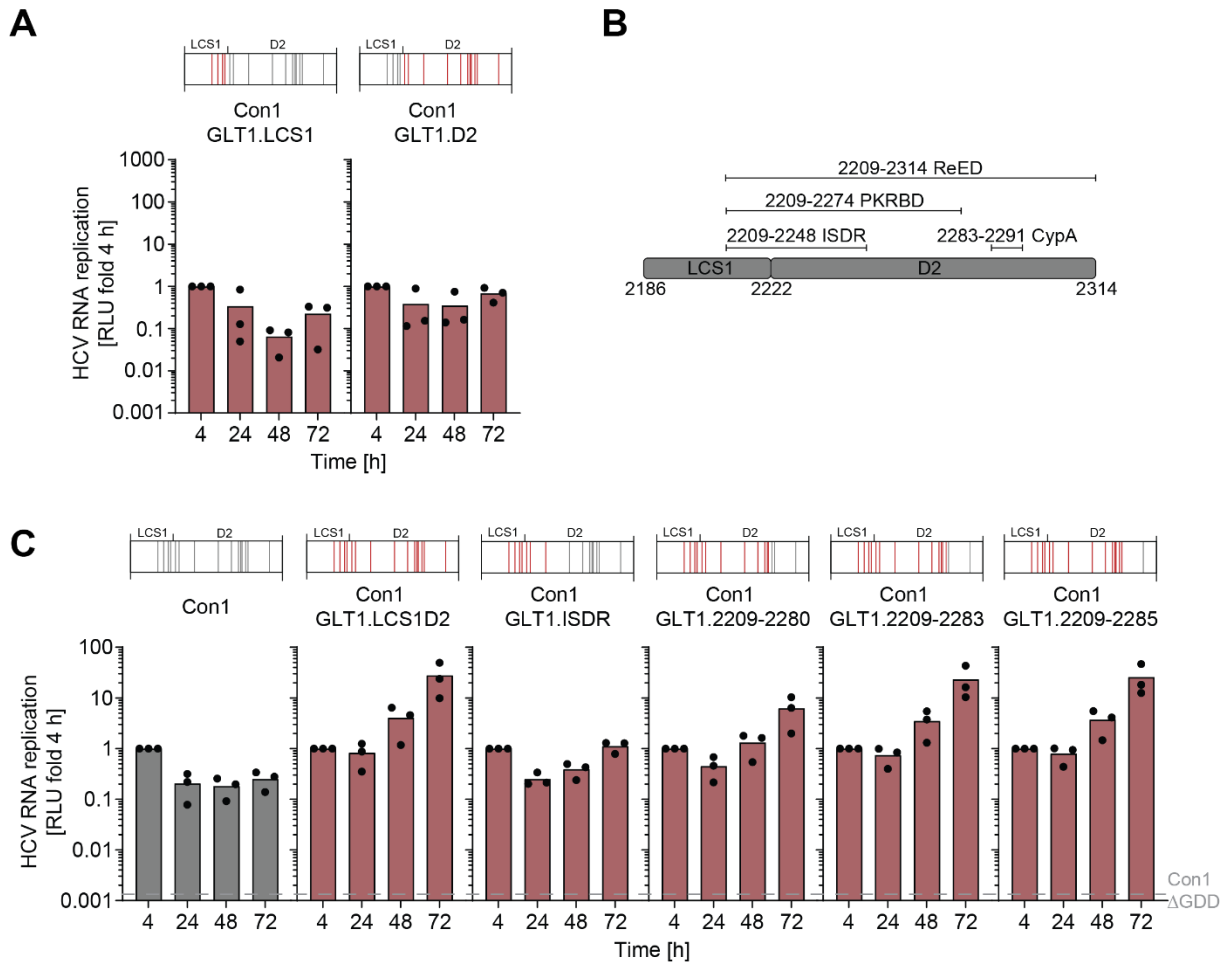 A
LCS1 D2
LCS1 D2
Con1
GLT1.LCS1
Con1
GLT1.D2
HCV RNA replication
[RLU fold 4 h]
1000
100
10
1
0.1
0.01
0.001
4 24 48 72
4 24 48 72
Time [h]
B
2209-2314 ReED
2209-2274 PKRBD
2209-2248 ISDR
2283-2291 CypA
LCS1
D2
2186
2222
2314
C
LCS1 D2
LCS1 D2
LCS1 D2
LCS1 D2
LCS1 D2
LCS1 D2
Con1
Con1
GLT1.LCS1D2
Con1
GLT1.ISDR
Con1
GLT1.2209-2280
Con1
GLT1.2209-2283
Con1
GLT1.2209-2285
HCV RNA replication
[RLU fold 4 h]
100
10
1
0.1
0.01
0.001
Con1
ΔGDD
4 24 48 72
4 24 48 72
4 24 48 72
4 24 48 72
4 24 48 72
4 24 48 72
Time [h]